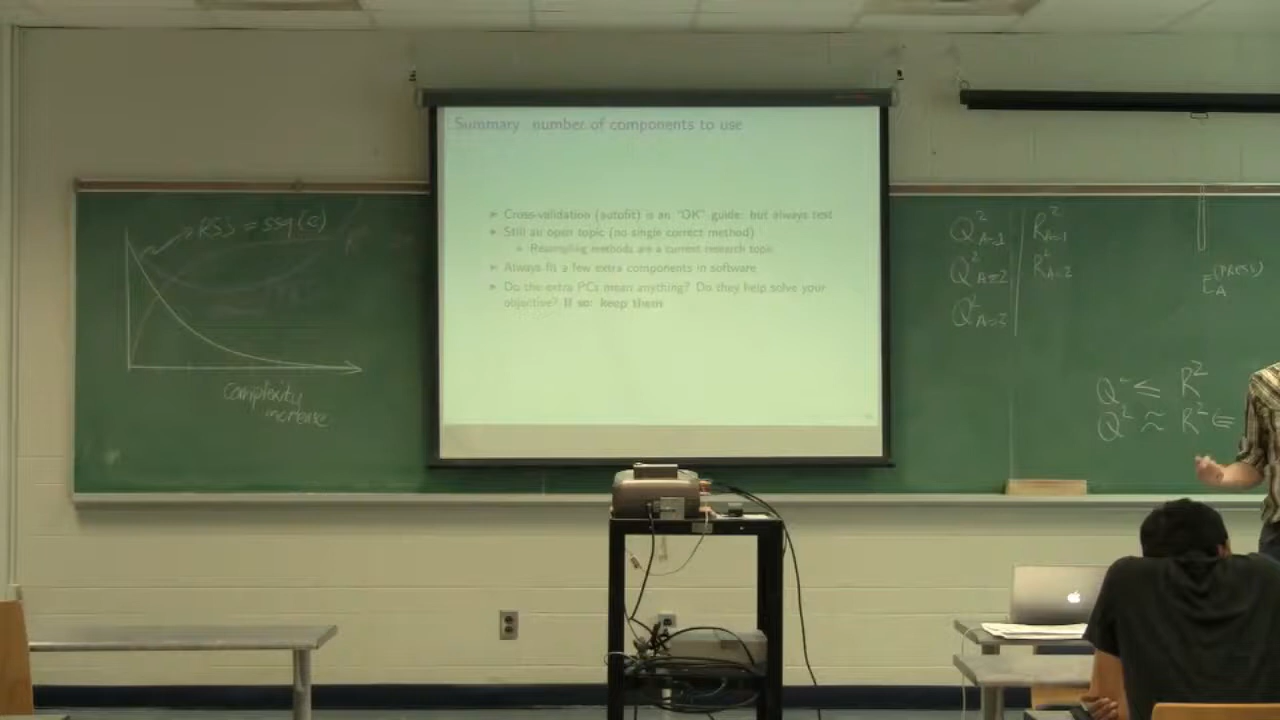 RSS = SSq(e)
Complexity
increase
Summary: number of components to use
Cross-validation (autofit) is an "OK" guide: but always test
Still an open topic (no single correct method)
Resampling methods are a current research topic
Always fit a few extra components in software
Do the extra PCs mean anything? Do they help solve your
objective? If so: keep them
Q²A=1 R²A=1
Q²A=2 R²A=2
Q²A=3
E_A^(PRESS)
Q² ≤ R²
Q² ≈ R² ⇐